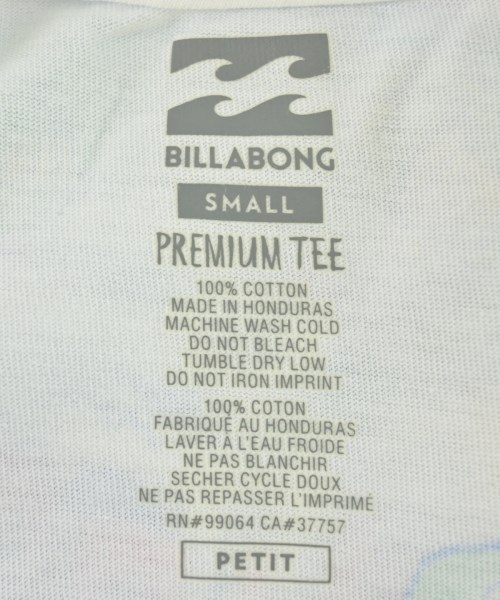 BILLABONG
SMALL
PREMIUM TEE
100% COTTON
MADE IN HONDURAS
MACHINE WASH COLD
DO NOT BLEACH
TUMBLE DRY LOW
DO NOT IRON IMPRINT
100% COTON
FABRIQUÉ AU HONDURAS
LAVER À L'EAU FROIDE
NE PAS BLANCHIR
SECHER CYCLE DOUX
NE PAS REPASSER L'IMPRIMÉ
RN#99064 CA#37757
PETIT